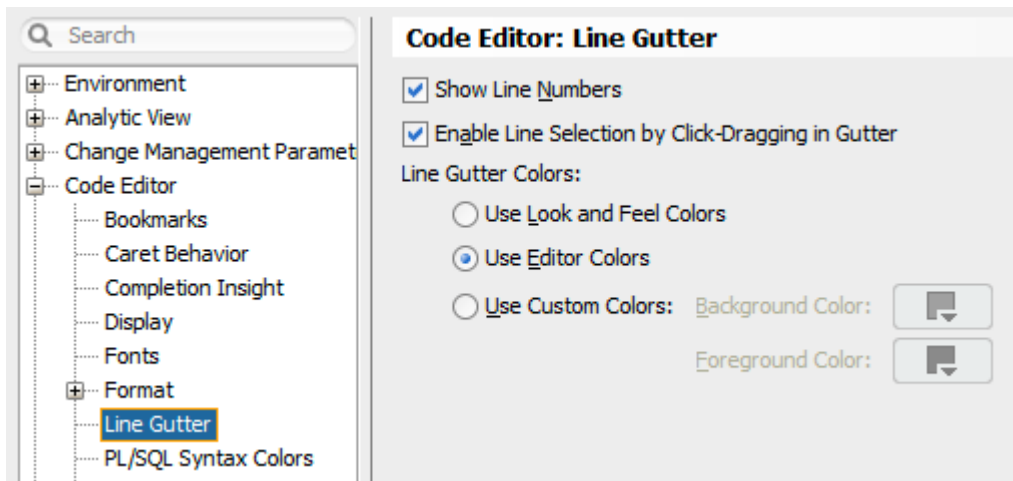 Search
Environment
Analytic View
Change Management Paramet
Code Editor
Bookmarks
Caret Behavior
Completion Insight
Display
Fonts
Format
Line Gutter
PL/SQL Syntax Colors
Code Editor: Line Gutter
Show Line Numbers
Enable Line Selection by Click-Dragging in Gutter
Line Gutter Colors:
Use Look and Feel Colors
Use Editor Colors
Use Custom Colors: Background Color:
Foreground Color: